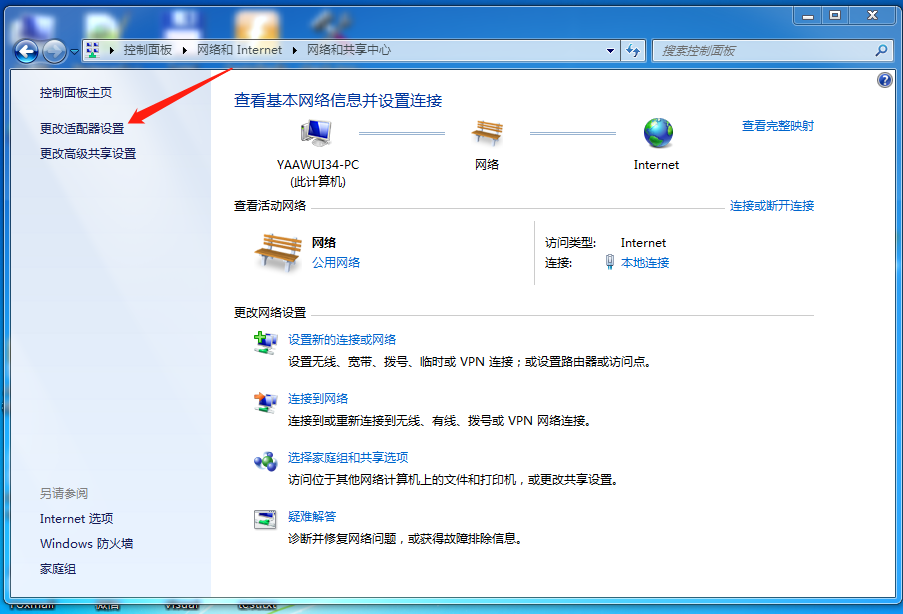 控制面板 网络和 Internet 网络和共享中心
搜索控制面板
控制面板主页
更改适配器设置
更改高级共享设置
查看基本网络信息并设置连接
查看完整映射
YAAWUI34-PC
(此计算机)
网络
Internet
查看活动网络
连接或断开连接
网络
公用网络
访问类型: Internet
连接: 本地连接
更改网络设置
设置新的连接或网络
设置无线、宽带、拨号、临时或 VPN 连接；或设置路由器或访问点。
连接到网络
连接到或重新连接到无线、有线、拨号或 VPN 网络连接。
选择家庭组和共享选项
访问位于其他网络计算机上的文件和打印机，或更改共享设置。
疑难解答
诊断并修复网络问题，或获得故障排除信息。
另请参阅
Internet 选项
Windows 防火墙
家庭组